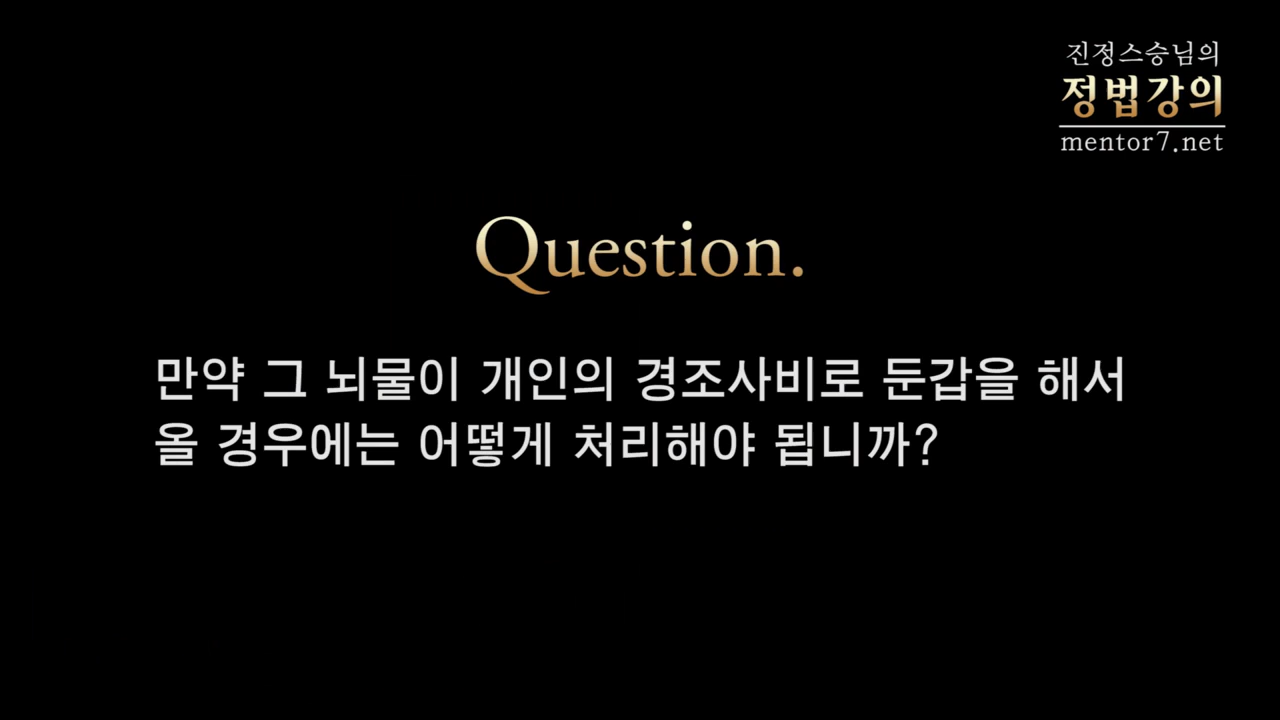 진정스승님의
정법강의
mentor7.net
Question.
만약 그 뇌물이 개인의 경조사비로 둔갑을 해서
올 경우에는 어떻게 처리해야 됩니까?